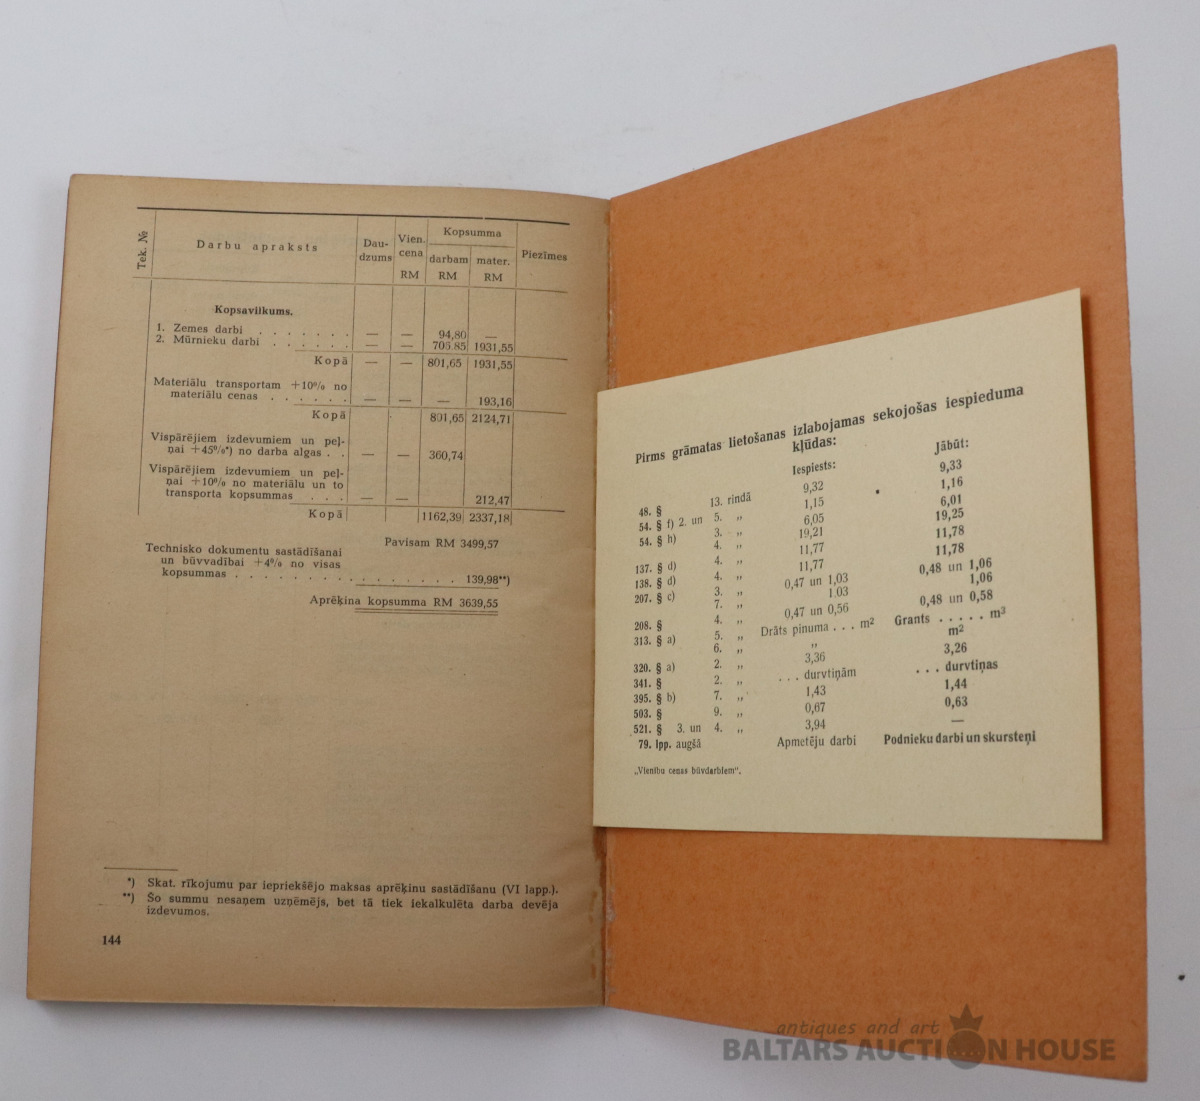 Tek. № Darbu apraksts Dau- dzums Vien. cena RM Kopsumma darbam RM mater. RM Piezīmes
Kopsavilkums.
1. Zemes darbi . . . . . . . — — 94,80 —
2. Mūrnieku darbi . . . . . . — — 705.85 1931,55
Kopā — — 801,65 1931,55
Materiālu transportam +10% no
materiālu cenas . . . . . . — — — 193,16
Kopā 801,65 2124,71
Vispārējiem izdevumiem un peļ-
ņai +45%*) no darba algas . . — — 360,74
Vispārējiem izdevumiem un peļ-
ņai +10% no materiālu un to
transporta kopsummas . . . — — 212,47
Kopā 1162,39 2337,18
Pavisam RM 3499,57
Technisko dokumentu sastādīšanai
un būvvadībai +4% no visas
kopsummas . . . . . . . . . . . . . . . . 139,98**)
Aprēķina kopsumma RM 3639,55
*) Skat. rīkojumu par iepriekšējo maksas aprēķinu sastādīšanu (VI lapp.).
**) Šo summu nesaņem uzņēmējs, bet tā tiek iekalkulēta darba devēja
izdevumos.
144
Pirms grāmatas lietošanas izlabojamas sekojošas iespieduma
kļūdas:
Iespiests: Jābūt:
48. § 13. rindā 9,32 9,33
54. § f) 2. un 5. „ 1,15 1,16
54. § h) 3. „ 6,05 6,01
4. „ 19,21 19,25
137. § d) 4. „ 11,77 11,78
138. § d) 4. „ 11,77 11,78
207. § c) 3. „ 0,47 un 1,03 0,48 un 1,06
7. „ 1.03 1,06
208. § 4. „ 0,47 un 0,56 0,48 un 0,58
313. § a) 5. „ Drāts pinuma . . . m² Grants . . . . . m³
6. „ „ m²
320. § a) 2. „ 3,36 3,26
341. § 2. „ . . . durvtiņām . . . durvtiņas
395. § b) 7. „ 1,43 1,44
503. § 9. „ 0,67 0,63
521. § 3. un 4. „ 3,94 —
79. lpp. augšā Apmetēju darbi Podnieku darbi un skursteņi
„Vienību cenas būvdarbiem“.
antiques and art
BALTARS AUCTION HOUSE